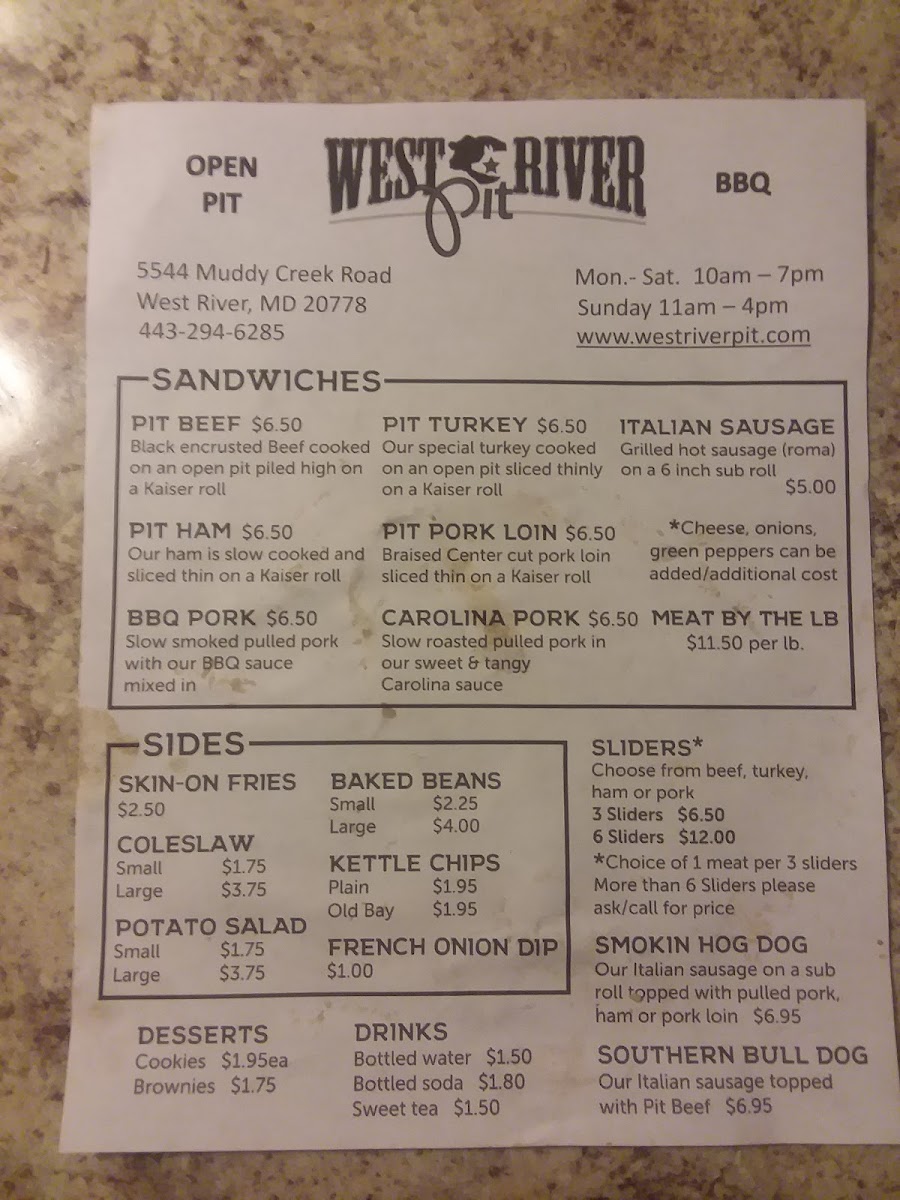 OPEN
PIT
WEST RIVER
Pit
BBQ
5544 Muddy Creek Road
West River, MD 20778
443-294-6285
Mon.- Sat. 10am – 7pm
Sunday 11am – 4pm
www.westriverpit.com
SANDWICHES
PIT BEEF $6.50
Black encrusted Beef cooked
on an open pit piled high on
a Kaiser roll
PIT TURKEY $6.50
Our special turkey cooked
on an open pit sliced thinly
on a Kaiser roll
ITALIAN SAUSAGE
Grilled hot sausage (roma)
on a 6 inch sub roll
$5.00
PIT HAM $6.50
Our ham is slow cooked and
sliced thin on a Kaiser roll
PIT PORK LOIN $6.50
Braised Center cut pork loin
sliced thin on a Kaiser roll
*Cheese, onions,
green peppers can be
added/additional cost
BBQ PORK $6.50
Slow smoked pulled pork
with our BBQ sauce
mixed in
CAROLINA PORK $6.50
Slow roasted pulled pork in
our sweet & tangy
Carolina sauce
MEAT BY THE LB
$11.50 per lb.
SIDES
SKIN-ON FRIES
$2.50
COLESLAW
Small $1.75
Large $3.75
POTATO SALAD
Small $1.75
Large $3.75
BAKED BEANS
Small $2.25
Large $4.00
KETTLE CHIPS
Plain $1.95
Old Bay $1.95
FRENCH ONION DIP
$1.00
SLIDERS*
Choose from beef, turkey,
ham or pork
3 Sliders $6.50
6 Sliders $12.00
*Choice of 1 meat per 3 sliders
More than 6 Sliders please
ask/call for price
SMOKIN HOG DOG
Our Italian sausage on a sub
roll topped with pulled pork,
ham or pork loin $6.95
SOUTHERN BULL DOG
Our Italian sausage topped
with Pit Beef $6.95
DESSERTS
Cookies $1.95ea
Brownies $1.75
DRINKS
Bottled water $1.50
Bottled soda $1.80
Sweet tea $1.50